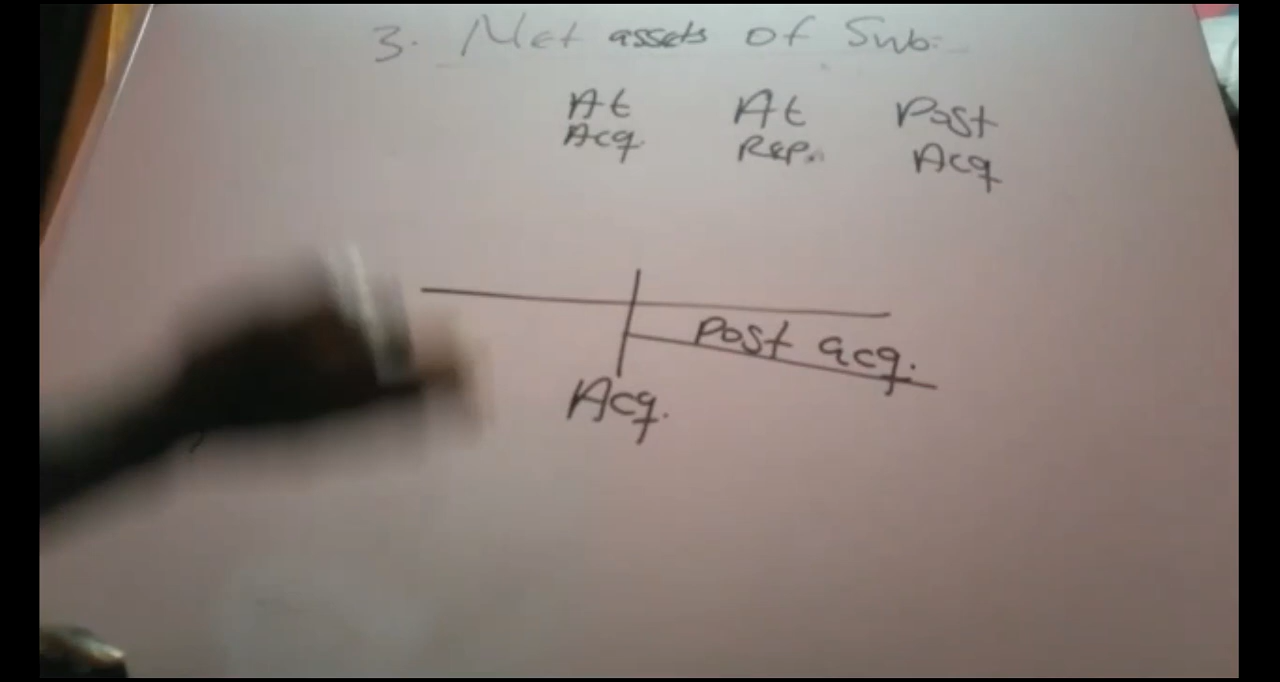 3. Net assets of Sub:
At At Post
Acq Rep. Acq
Post acq.
Acq.